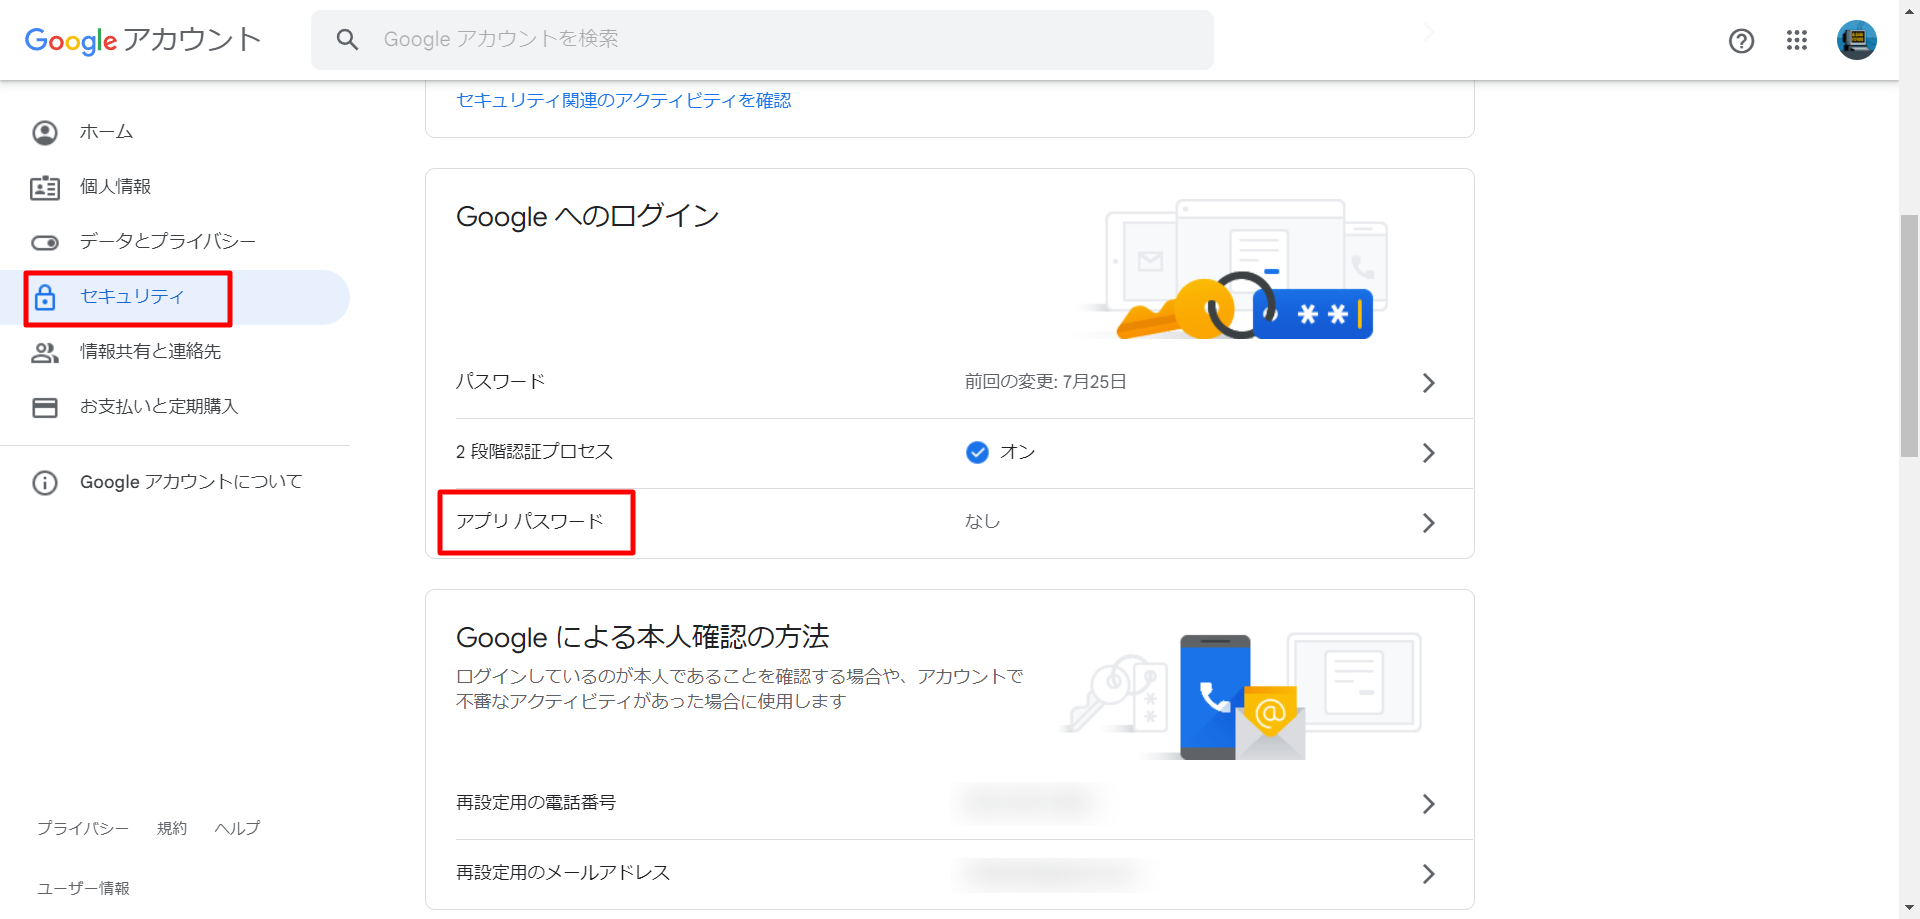 Google アカウント
Google アカウントを検索
ホーム
個人情報
データとプライバシー
セキュリティ
情報共有と連絡先
お支払いと定期購入
Google アカウントについて
プライバシー 規約 ヘルプ
ユーザー情報
セキュリティ関連のアクティビティを確認
Google へのログイン
**
パスワード 前回の変更: 7月25日
2 段階認証プロセス オン
アプリ パスワード なし
Google による本人確認の方法
ログインしているのが本人であることを確認する場合や、アカウントで
不審なアクティビティがあった場合に使用します
@
再設定用の電話番号
再設定用のメールアドレス